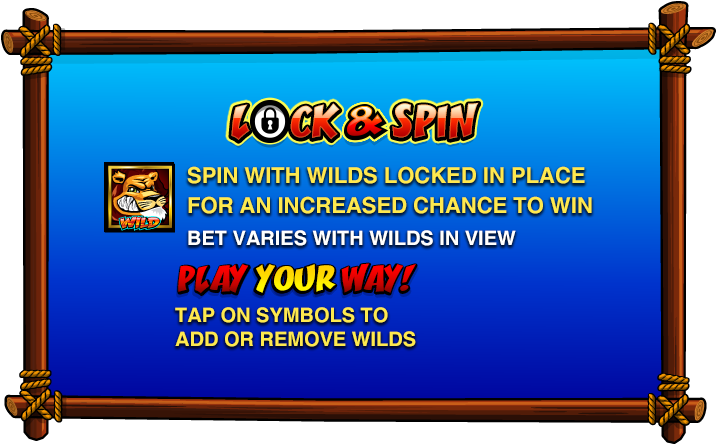 LOCK & SPIN
WILD
SPIN WITH WILDS LOCKED IN PLACE
FOR AN INCREASED CHANCE TO WIN
BET VARIES WITH WILDS IN VIEW
PLAY YOUR WAY!
TAP ON SYMBOLS TO
ADD OR REMOVE WILDS